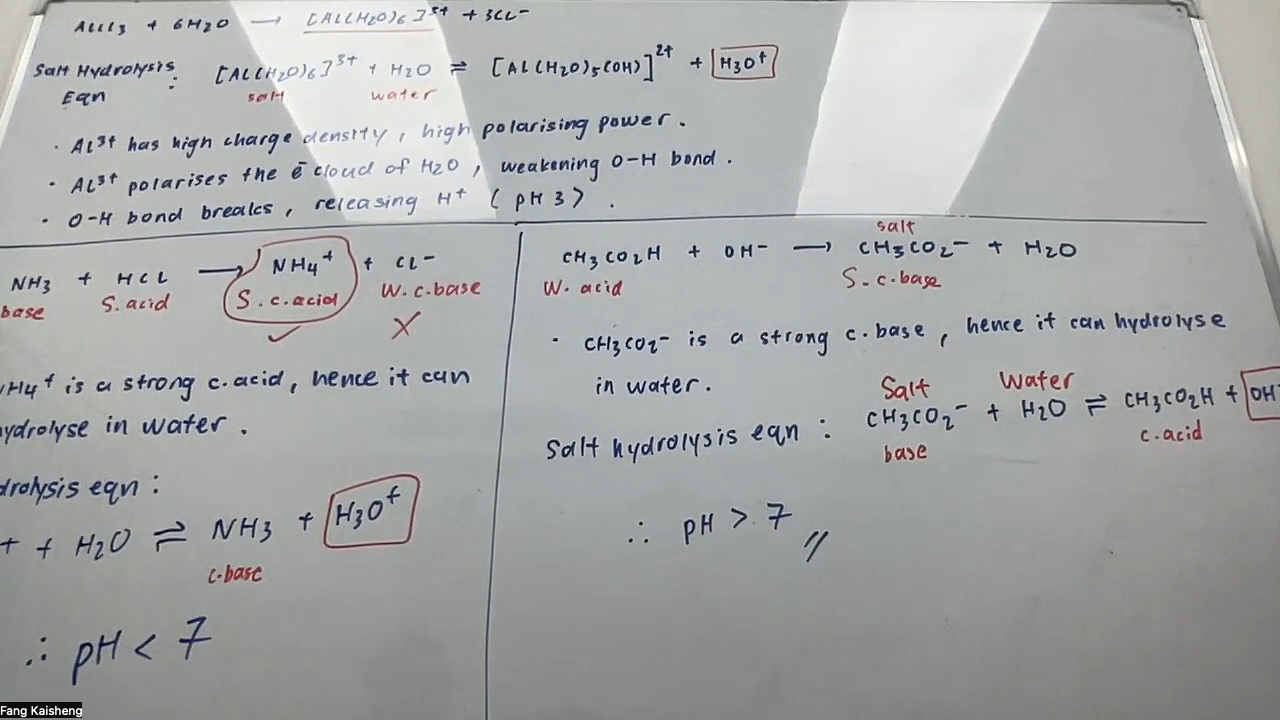 AlCl3 + 6H2O → [Al(H2O)6]3+ + 3Cl-
Salt Hydrolysis Eqn : [Al(H2O)6]3+ + H2O ⇌ [Al(H2O)5(OH)]2+ + H3O+
salt water
· Al3+ has high charge density, high polarising power.
· Al3+ polarises the ē cloud of H2O, weakening O-H bond.
· O-H bond breaks, releasing H+ (pH 3).
NH3 + HCl → NH4+ + Cl-
base S. acid S. c. acid W. c. base
✓ X
NH4+ is a strong c. acid, hence it can
hydrolyse in water.
drolysis eqn :
+ + H2O ⇌ NH3 + H3O+
c. base
∴ pH < 7
salt
CH3CO2H + OH- → CH3CO2- + H2O
W. acid S. c. base
· CH3CO2- is a strong c. base, hence it can hydrolyse
in water.
Salt Water
Salt hydrolysis eqn : CH3CO2- + H2O ⇌ CH3CO2H + OH-
base c. acid
∴ pH > 7 //
Fang Kaisheng